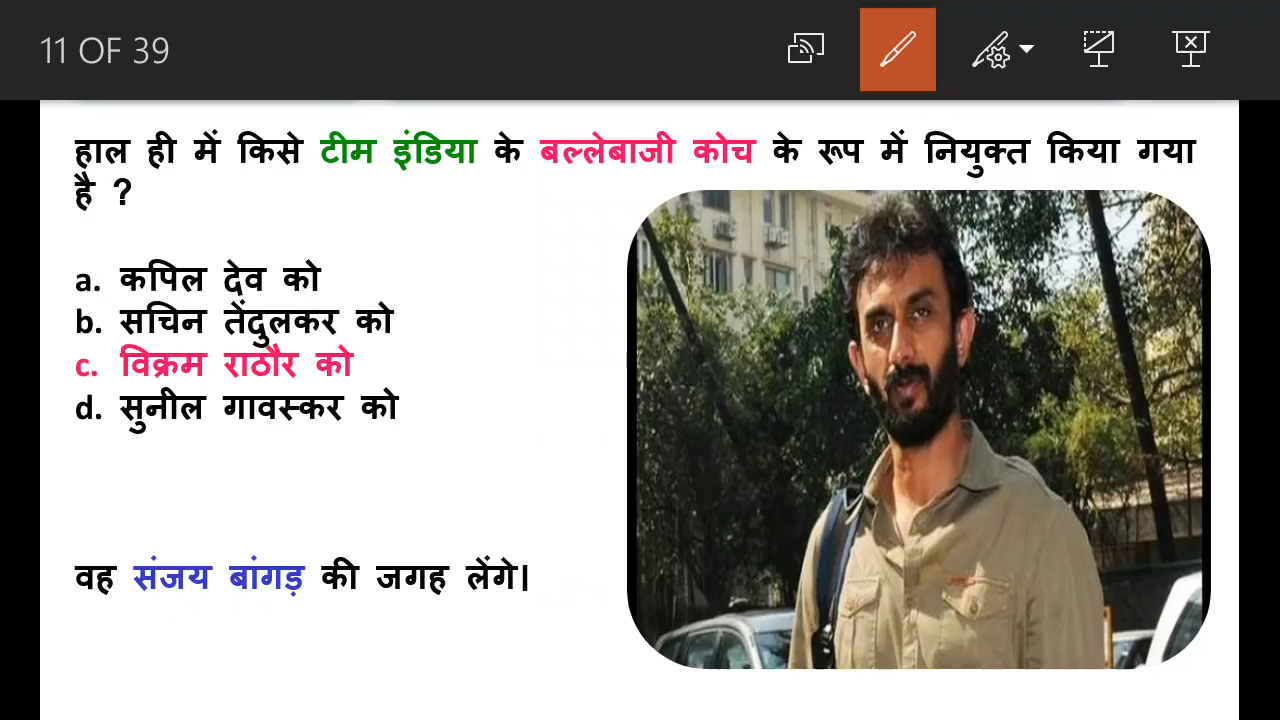 11 OF 39
हाल ही में किसे टीम इंडिया के बल्लेबाजी कोच के रूप में नियुक्त किया गया
है ?
a. कपिल देव को
b. सचिन तेंदुलकर को
c. विक्रम राठौर को
d. सुनील गावस्कर को
वह संजय बांगड़ की जगह लेंगे।